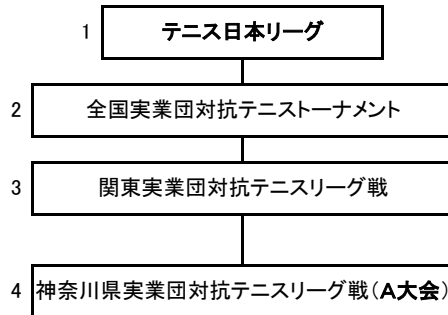 1 テニス日本リーグ
2 全国実業団対抗テニストーナメント
3 関東実業団対抗テニスリーグ戦
4 神奈川県実業団対抗テニスリーグ戦(A大会)